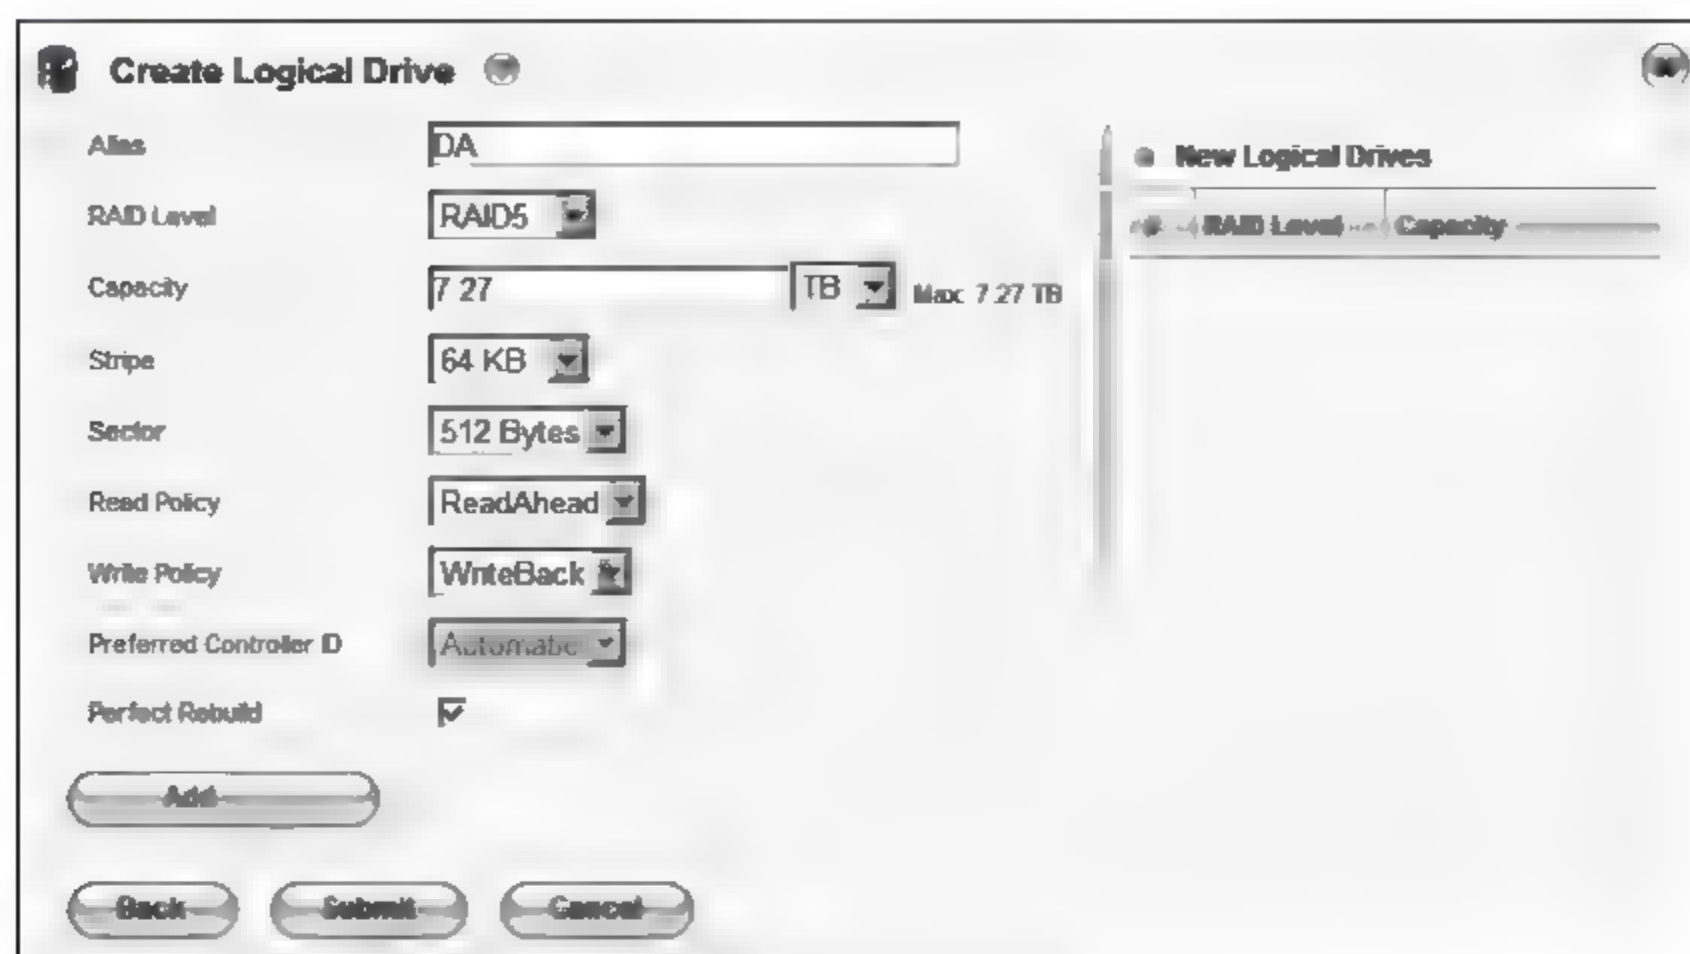 Create Logical Drive
Alias DA
RAID Level RAID5
Capacity 7 27 TB Max: 7 27 TB
Stripe 64 KB
Sector 512 Bytes
Read Policy ReadAhead
Write Policy WriteBack
Preferred Controller ID Automatic
Perfect Rebuild
Add
Back Submit Cancel
New Logical Drives
RAID Level Capacity